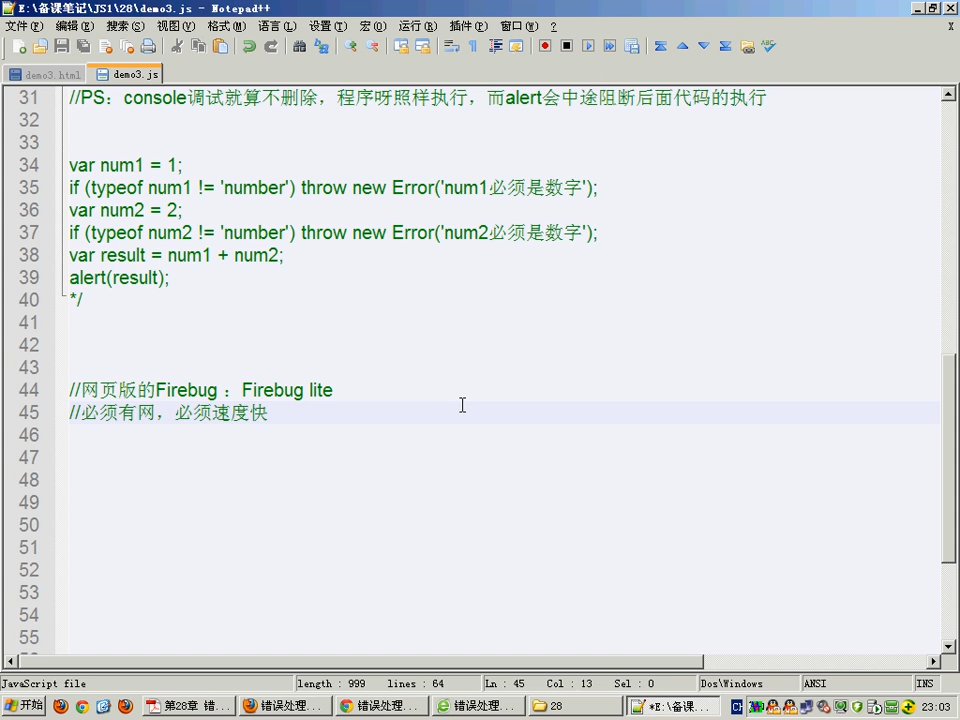 E:\备课笔记\JS1\28\demo3.js - Notepad++
文件(F) 编辑(E) 搜索(S) 视图(V) 格式(M) 语言(L) 设置(T) 宏(O) 运行(R) 插件(P) 窗口(W) ? X
demo3.html demo3.js
31 //PS：console调试就算不删除，程序呀照样执行，而alert会中途阻断后面代码的执行
32
33
34 var num1 = 1;
35 if (typeof num1 != 'number') throw new Error('num1必须是数字');
36 var num2 = 2;
37 if (typeof num2 != 'number') throw new Error('num2必须是数字');
38 var result = num1 + num2;
39 alert(result);
40 */
41
42
43
44 //网页版的Firebug ：Firebug lite
45 //必须有网，必须速度快
46
47
48
49
50
51
52
53
54
55
JavaScript file length : 999 lines : 64 Ln : 45 Col : 13 Sel : 0 Dos\Windows ANSI INS
开始 第28章 错... 错误处理... 错误处理... 错误处理... 28 *E:\备课... 23:03